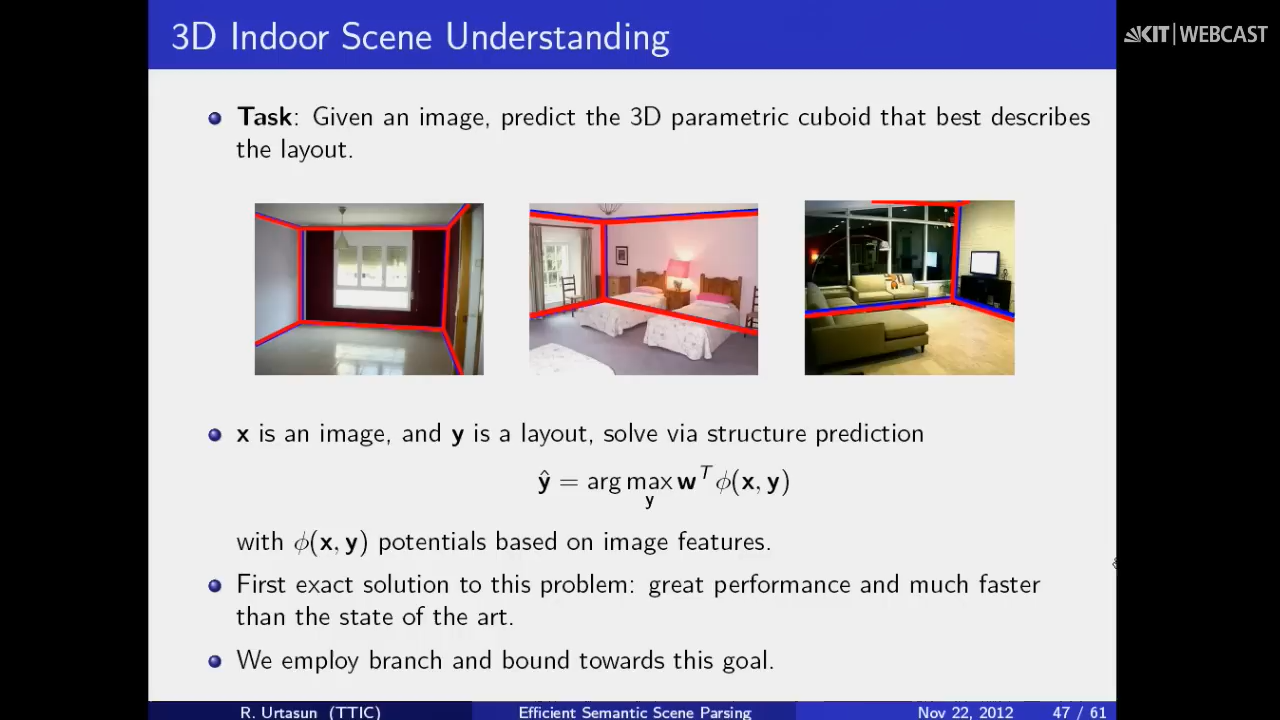 3D Indoor Scene Understanding
KIT WEBCAST
Task: Given an image, predict the 3D parametric cuboid that best describes
the layout.
x is an image, and y is a layout, solve via structure prediction
ŷ = arg max w^T ϕ(x, y)
y
with ϕ(x, y) potentials based on image features.
First exact solution to this problem: great performance and much faster
than the state of the art.
We employ branch and bound towards this goal.
R. Urtasun (TTIC) Efficient Semantic Scene Parsing Nov 22, 2012 47 / 61